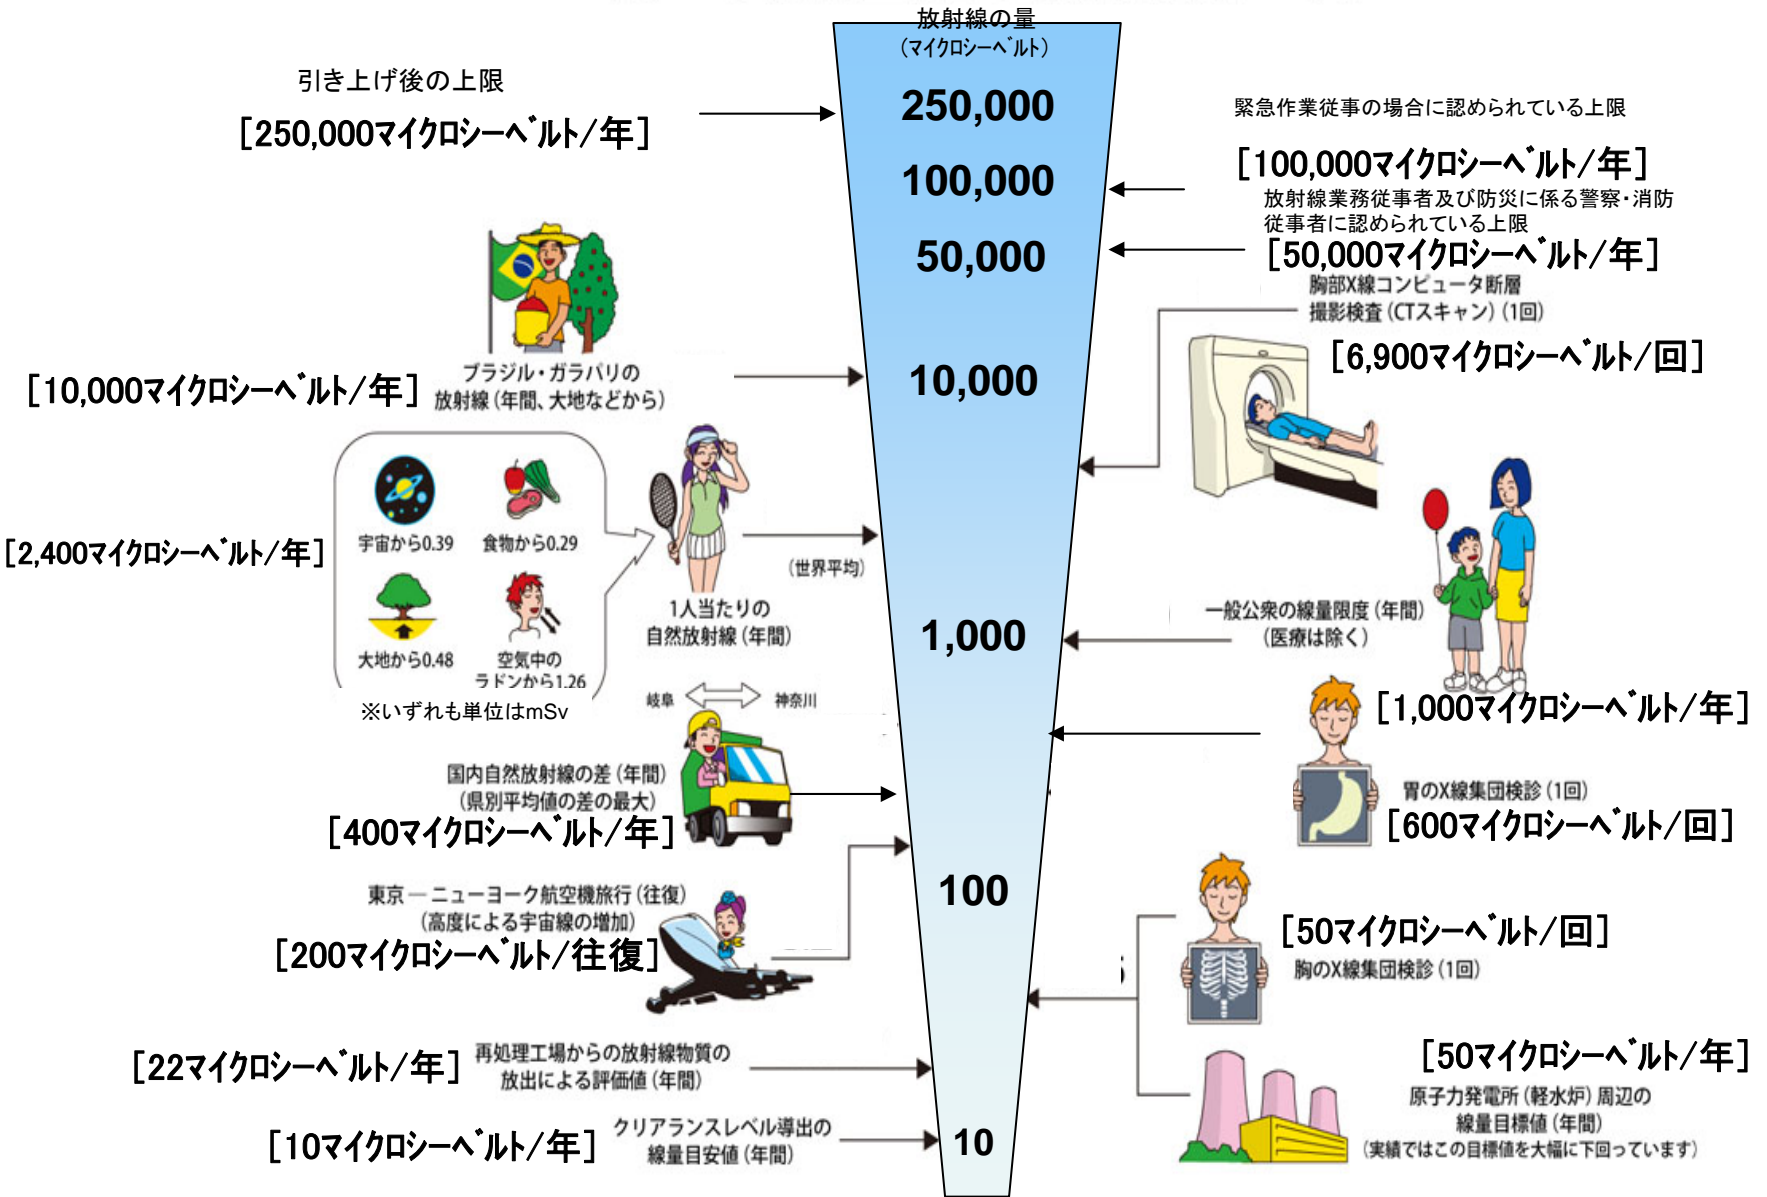 放射線の量
（マイクロシーベルト）
250,000
100,000
50,000
10,000
1,000
100
10
引き上げ後の上限
［250,000マイクロシーベルト/年］
ブラジル・ガラパリの
放射線（年間、大地などから）
［10,000マイクロシーベルト/年］
宇宙から0.39
食物から0.29
大地から0.48
空気中の
ラドンから1.26
※いずれも単位はmSv
［2,400マイクロシーベルト/年］
（世界平均）
1人当たりの
自然放射線（年間）
岐阜
神奈川
国内自然放射線の差（年間）
（県別平均値の差の最大）
［400マイクロシーベルト/年］
東京―ニューヨーク航空機旅行（往復）
（高度による宇宙線の増加）
［200マイクロシーベルト/往復］
［22マイクロシーベルト/年］
再処理工場からの放射線物質の
放出による評価値（年間）
［10マイクロシーベルト/年］
クリアランスレベル導出の
線量目安値（年間）
緊急作業従事の場合に認められている上限
［100,000マイクロシーベルト/年］
放射線業務従事者及び防災に係る警察・消防
従事者に認められている上限
［50,000マイクロシーベルト/年］
胸部X線コンピュータ断層
撮影検査（CTスキャン）（1回）
［6,900マイクロシーベルト/回］
一般公衆の線量限度（年間）
（医療は除く）
［1,000マイクロシーベルト/年］
胃のX線集団検診（1回）
［600マイクロシーベルト/回］
［50マイクロシーベルト/回］
胸のX線集団検診（1回）
［50マイクロシーベルト/年］
原子力発電所（軽水炉）周辺の
線量目標値（年間）
（実績ではこの目標値を大幅に下回っています）